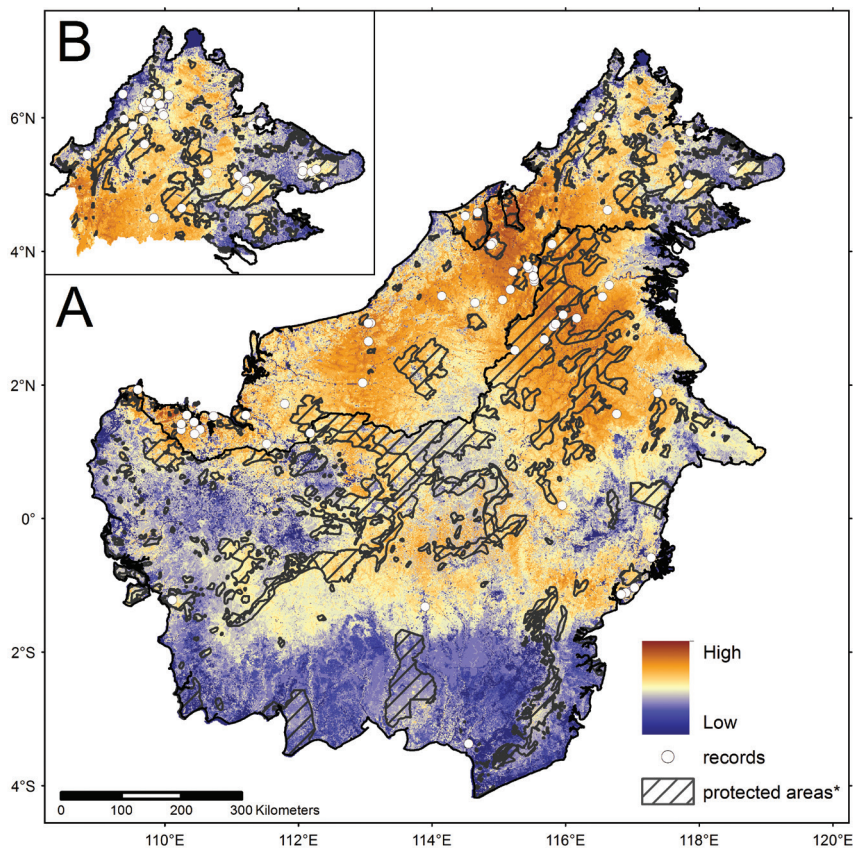 B
6°N
4°N
A
2°N
0°
2°S
4°S
High
Low
records
protected areas*
0 100 200 300 Kilometers
110°E 112°E 114°E 116°E 118°E 120°E